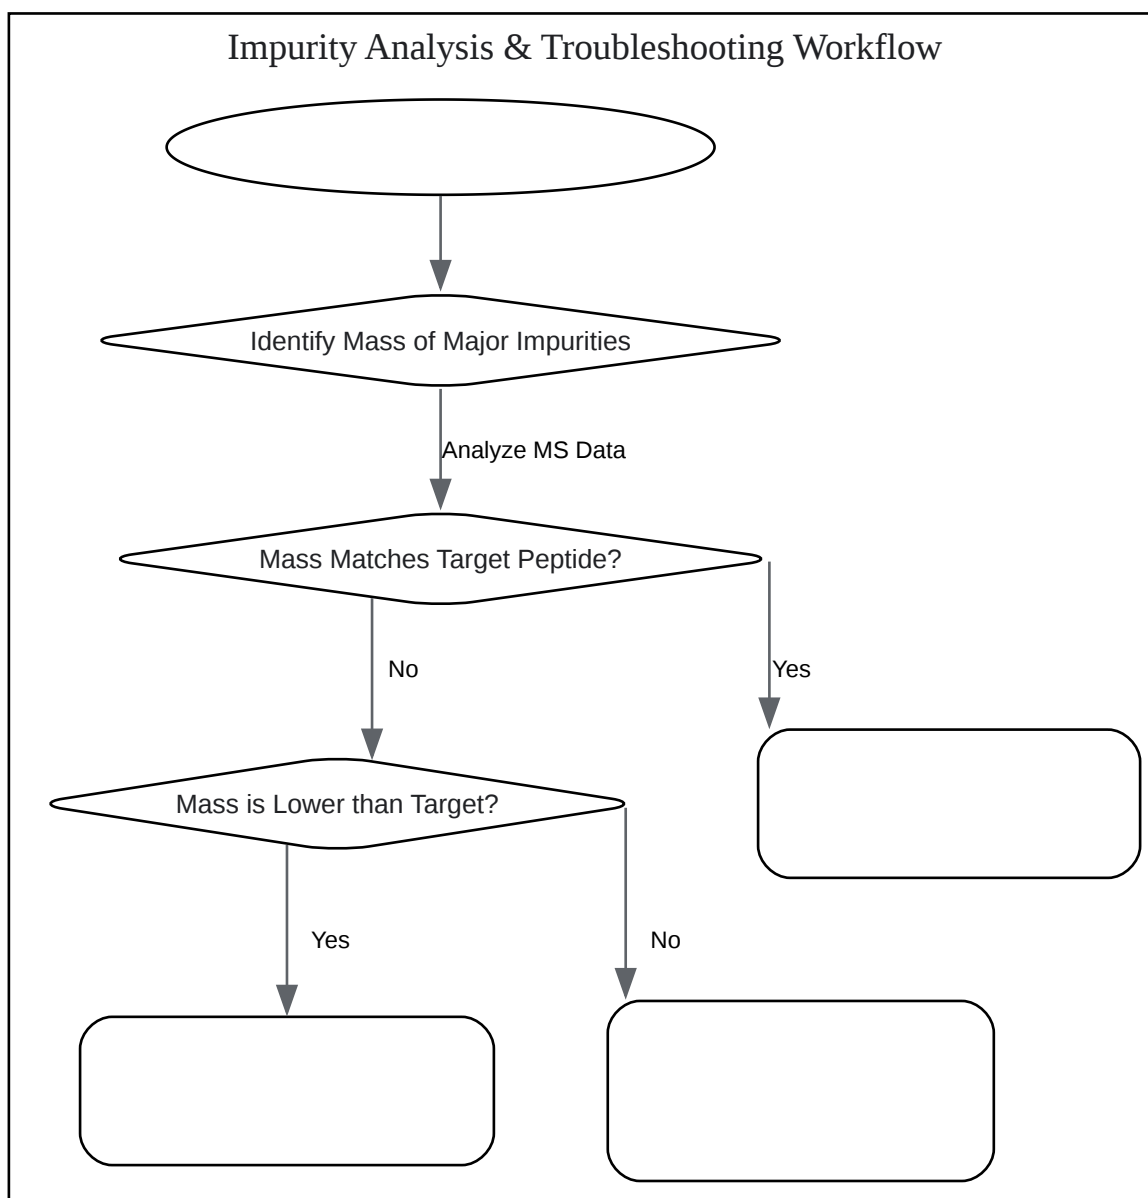 Impurity Analysis & Troubleshooting Workflow
Identify Mass of Major Impurities
Analyze MS Data
Mass Matches Target Peptide?
No
Yes
Mass is Lower than Target?
Yes
No